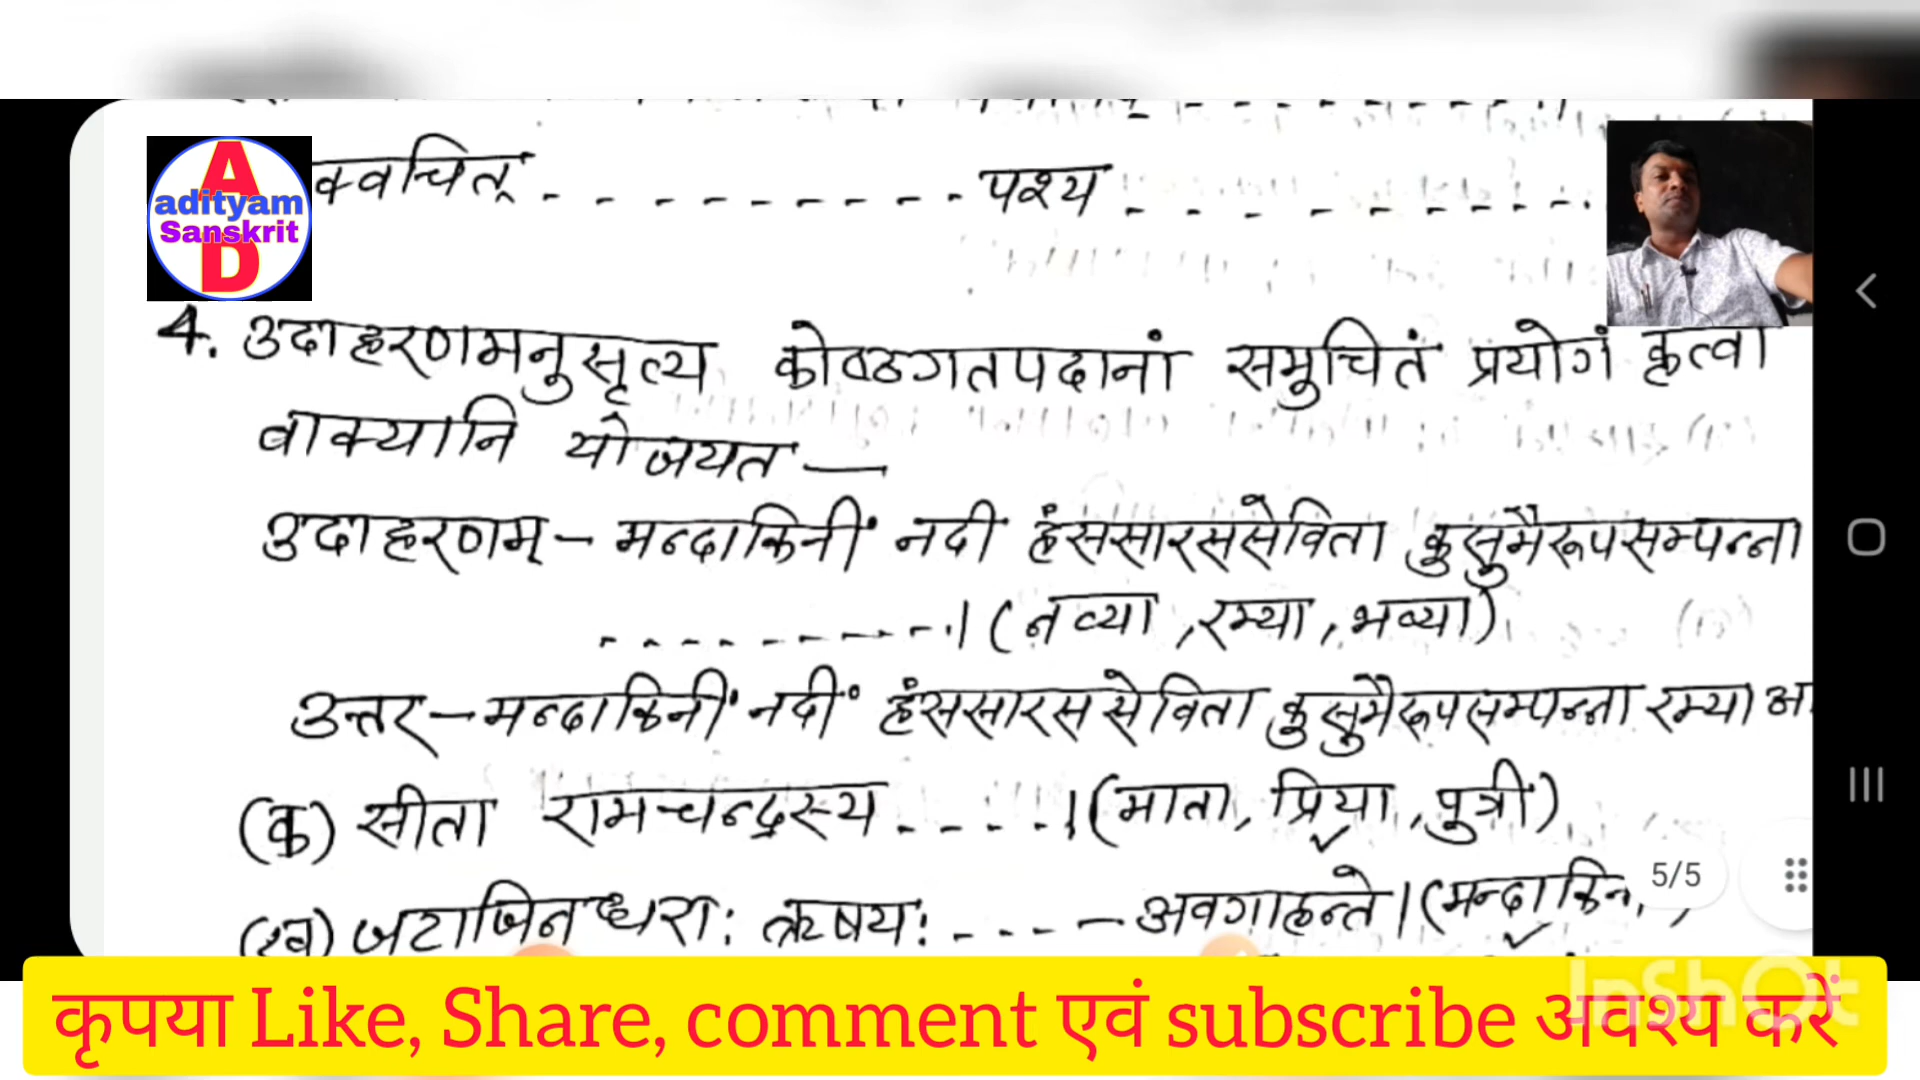 A
adityam
Sanskrit
D
क्वचित् - - - - - - - - - पश्य - - - - - - - - -
4. उदाहरणमनुसृत्य कोष्ठगतपदानां समुचितं प्रयोगं कृत्वा
वाक्यानि योजयत —
उदाहरणम् - मन्दाकिनीं नदी हंससारससेविता कुसुमैरूपसम्पन्ना
- - - - - - - - - -। (नव्या, रम्या, भव्या)
उत्तर - मन्दाकिनीं नदीं हंससारससेविता कुसुमैरूपसम्पन्ना रम्या
(क) सीता रामचन्द्रस्य - - - - -। (माता, प्रिया, पुत्री)
(ख) जटाजिनधराः ऋषयः - - - - अवगाहन्ते। (मन्दाकिन
5/5
कृपया Like, Share, comment एवं subscribe अवश्य करें
InShOt